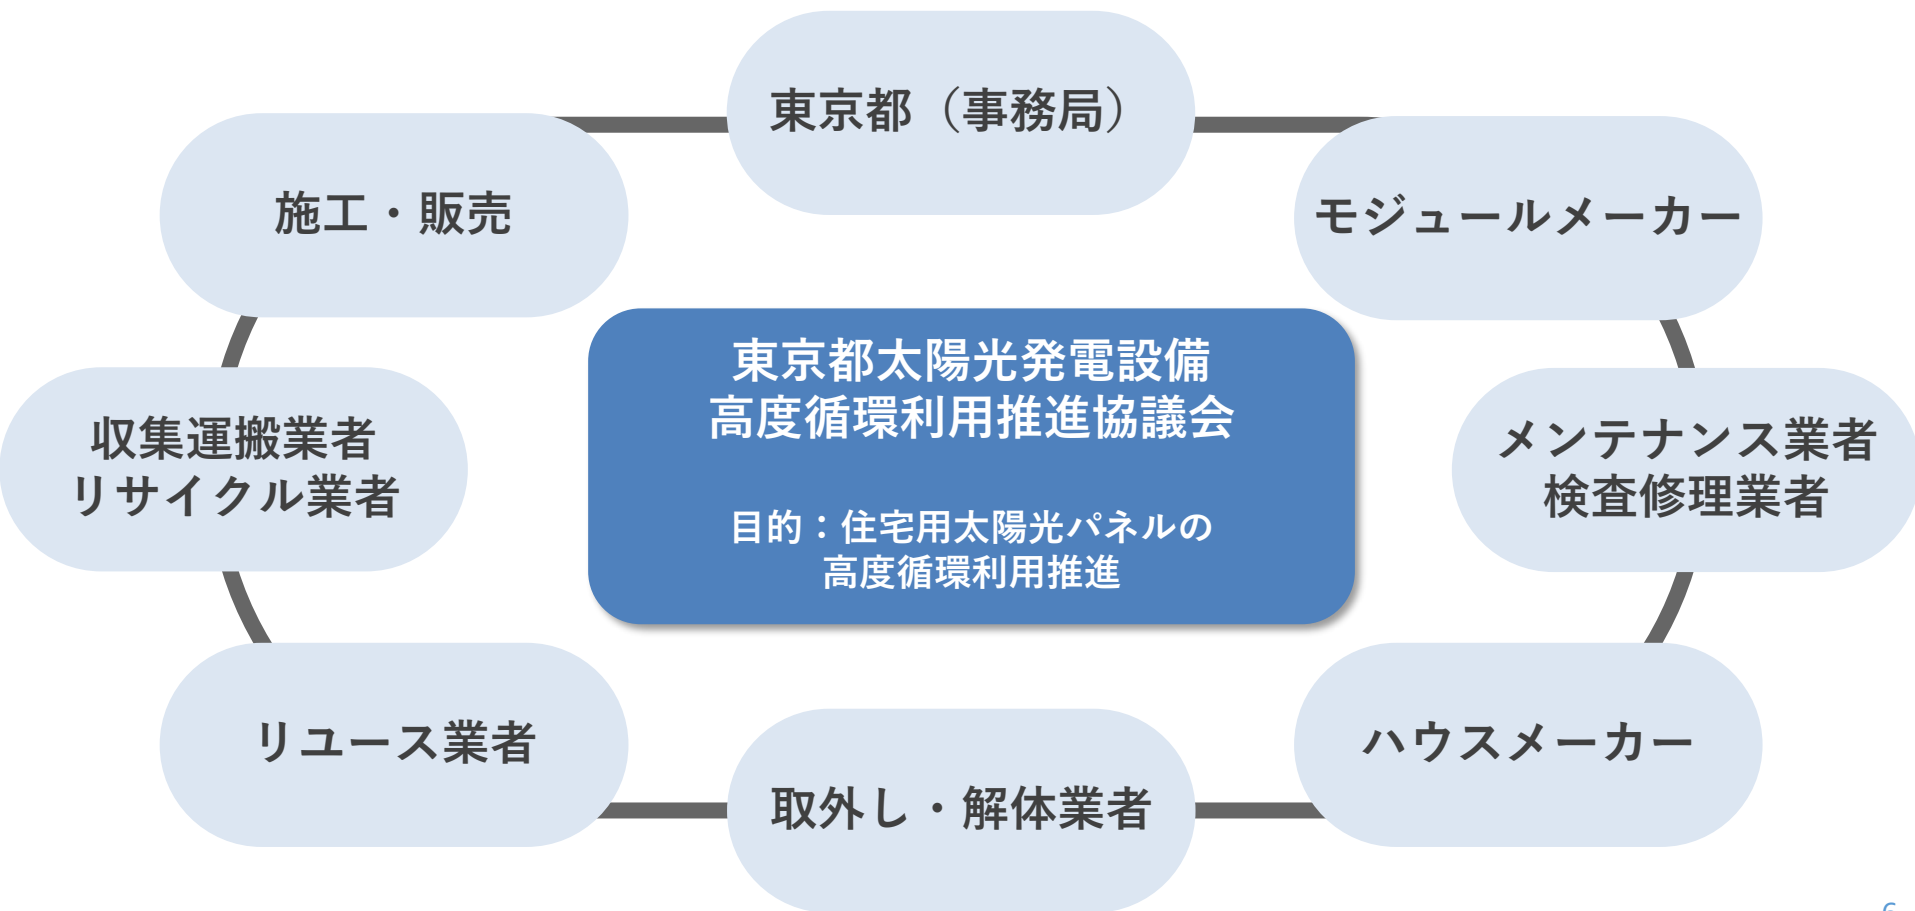 東京都（事務局）
施工・販売
モジュールメーカー
東京都太陽光発電設備
高度循環利用推進協議会
目的：住宅用太陽光パネルの
高度循環利用推進
収集運搬業者
リサイクル業者
メンテナンス業者
検査修理業者
リユース業者
ハウスメーカー
取外し・解体業者